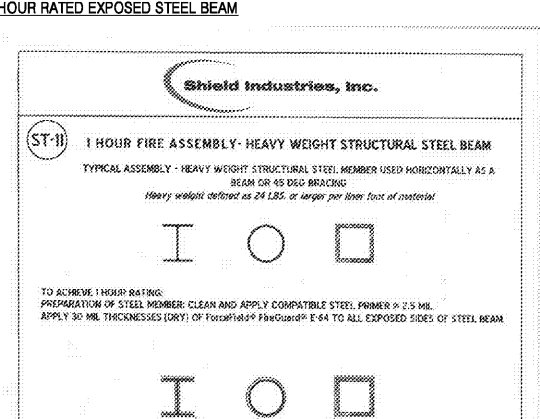 HOUR RATED EXPOSED STEEL BEAM
Shield Industries, Inc.
ST-11
1 HOUR FIRE ASSEMBLY- HEAVY WEIGHT STRUCTURAL STEEL BEAM
TYPICAL ASSEMBLY - HEAVY WEIGHT STRUCTURAL STEEL MEMBER USED HORIZONTALLY AS A
BEAM OR 45 DEG BRACING
Heavy weight defined as 24 LBS. or larger per liner foot of material
TO ACHIEVE 1 HOUR RATING:
PREPARATION OF STEEL MEMBER: CLEAN AND APPLY COMPATIBLE STEEL PRIMER @ 2.5 MIL.
APPLY 30 MIL THICKNESSES (DRY) OF ForceField® FireGuard® E-84 TO ALL EXPOSED SIDES OF STEEL BEAM